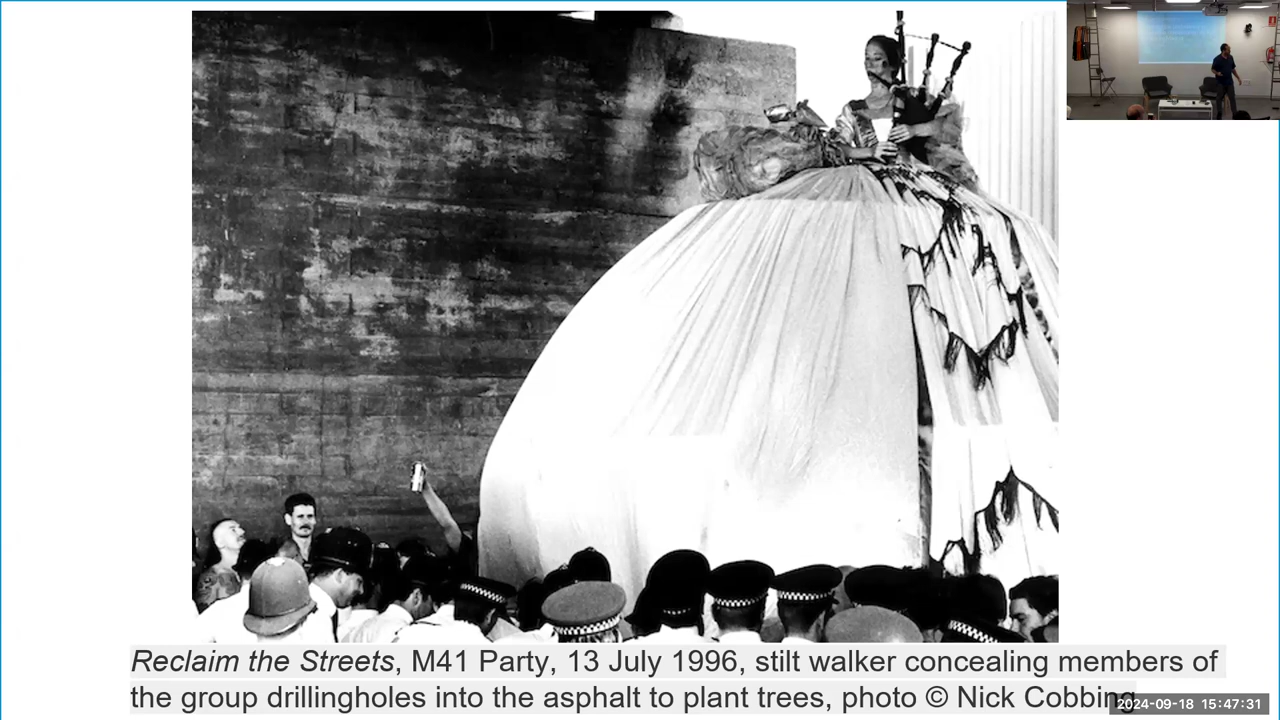 Reclaim the Streets, M41 Party, 13 July 1996, stilt walker concealing members of
the group drillingholes into the asphalt to plant trees, photo © Nick Cobbing
2024-09-18 15:47:31